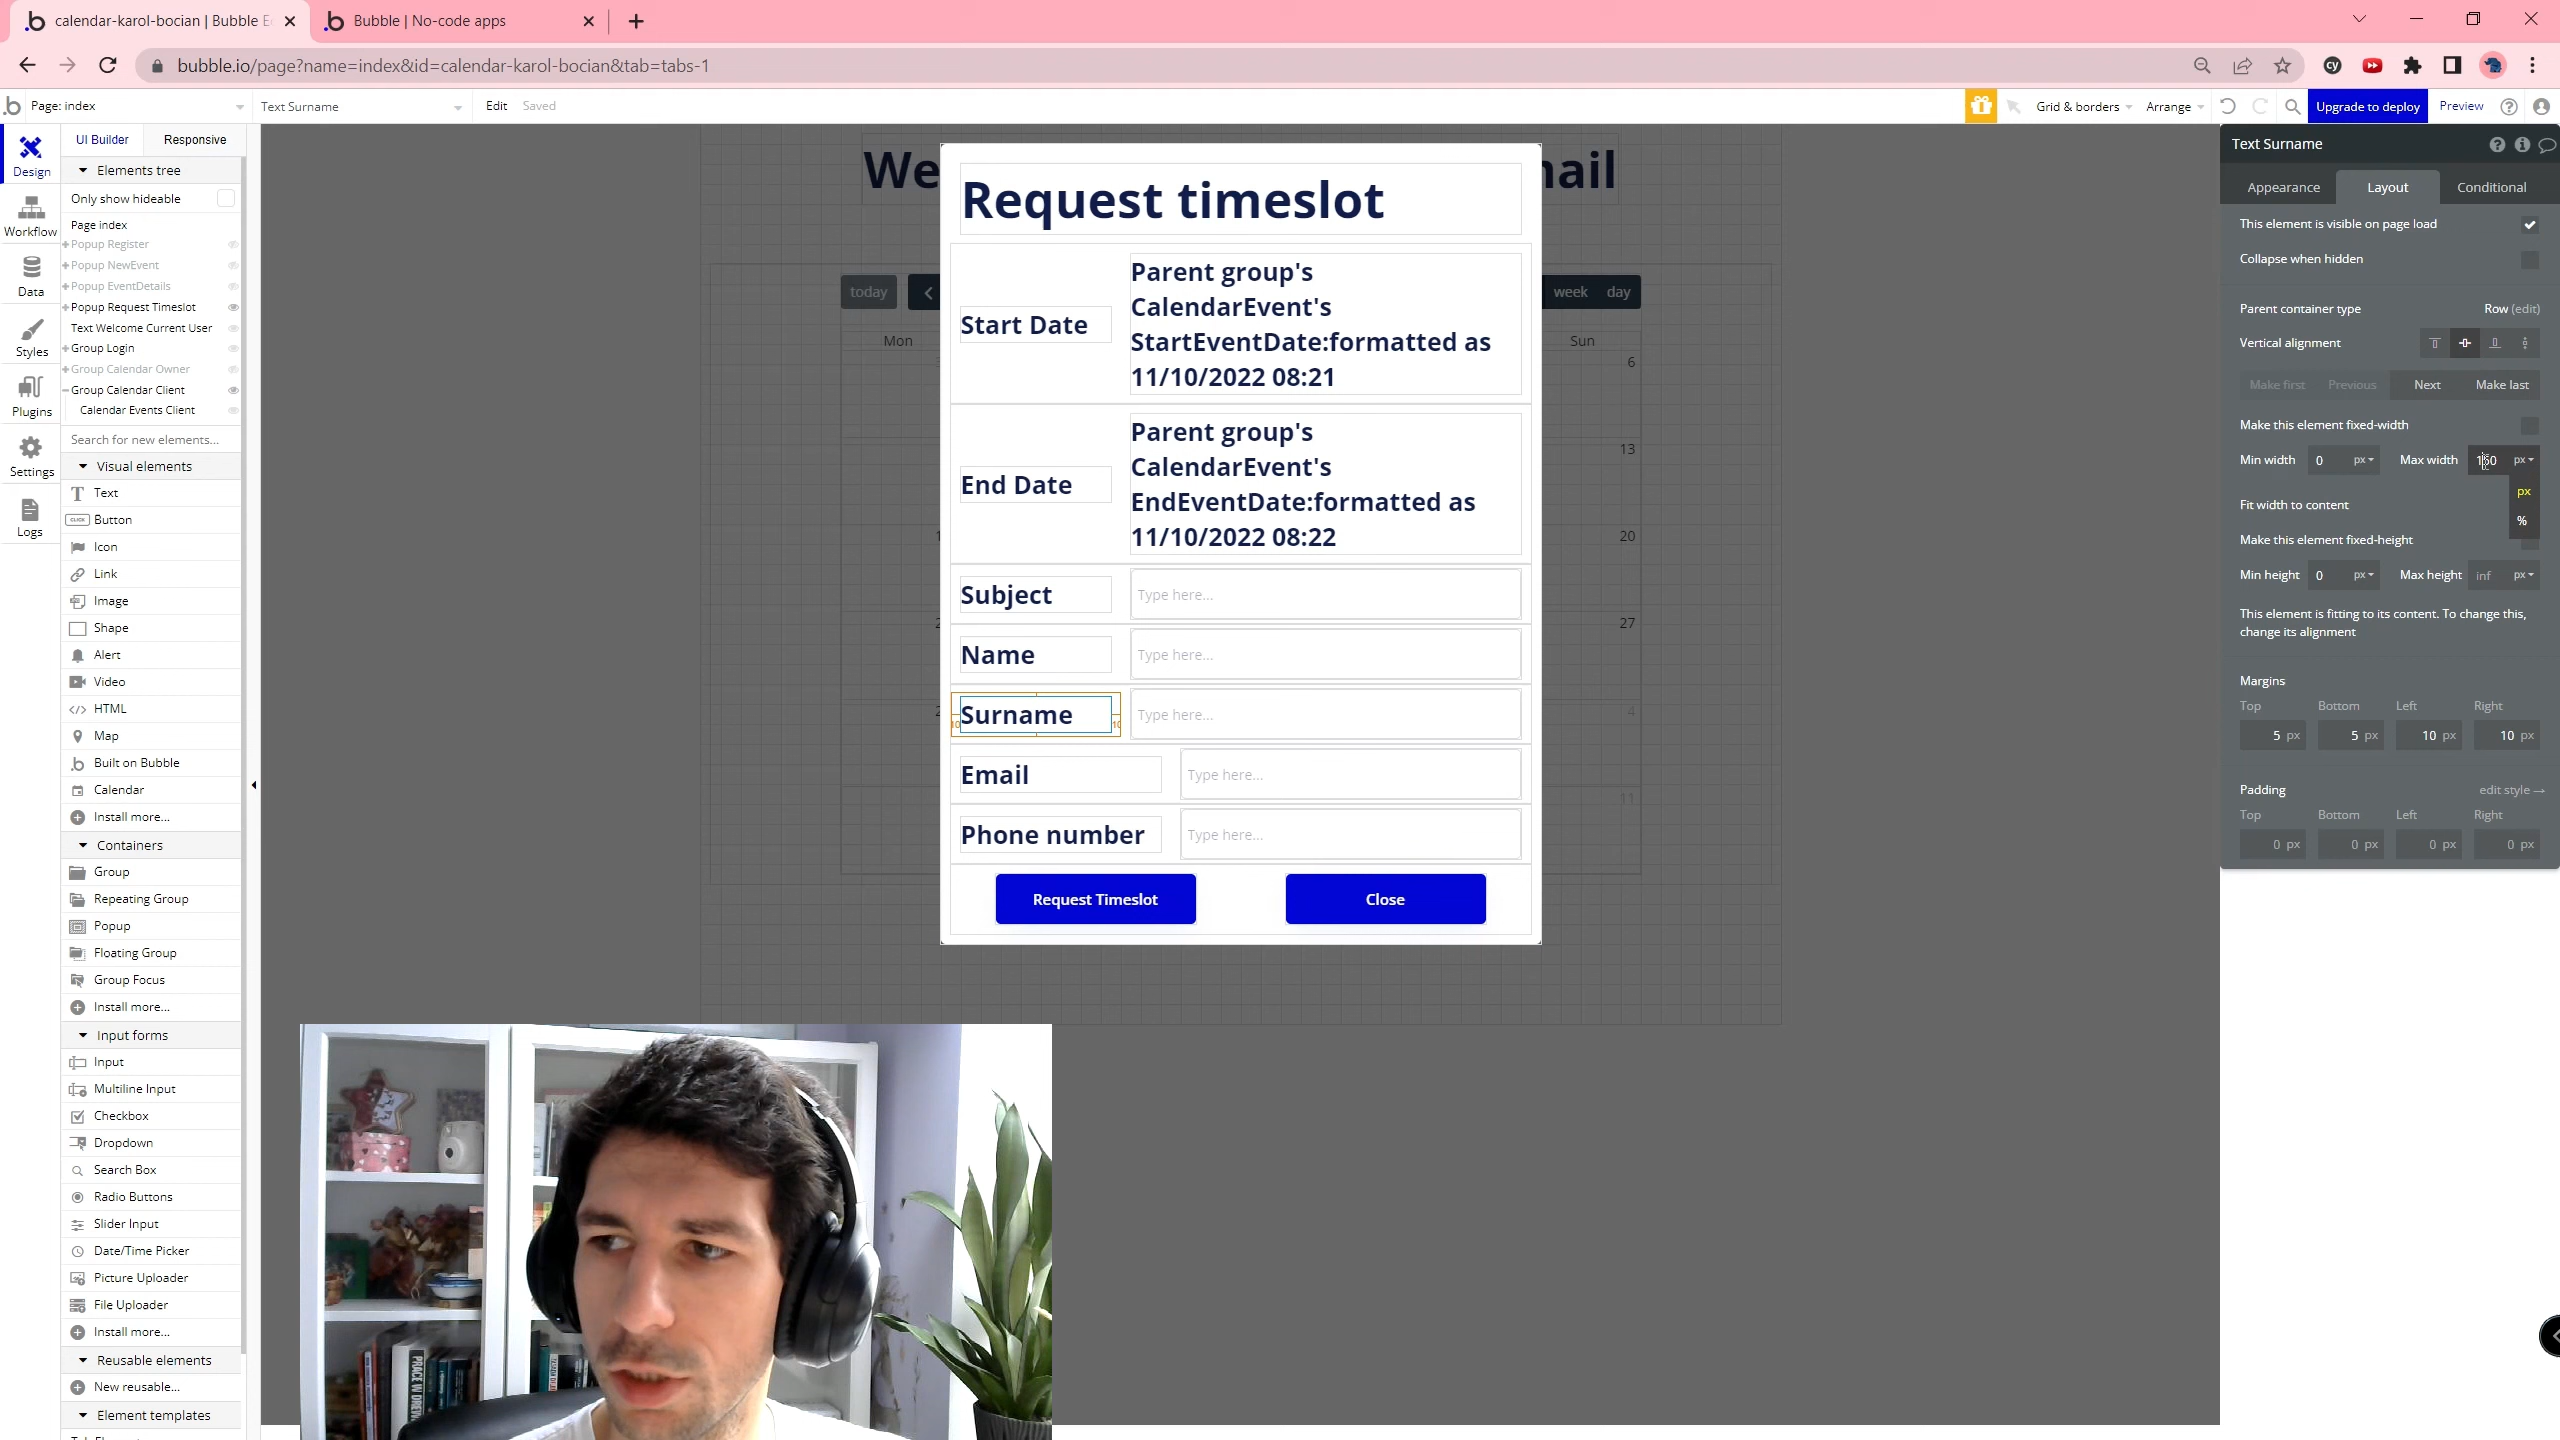 calendar-karol-bocian | Bubble E
Bubble | No-code apps
bubble.io/page?name=index&id=calendar-karol-bocian&tab=tabs-1
Page: index
Text Surname
Edit
Saved
Grid & borders
Arrange
Upgrade to deploy
Preview
Design
Workflow
Data
Styles
Plugins
Settings
Logs
UI Builder
Responsive
Elements tree
Only show hideable
Page index
Popup Register
Popup NewEvent
Popup EventDetails
Popup Request Timeslot
Text Welcome Current User
Group Login
Group Calendar Owner
Group Calendar Client
Calendar Events Client
Search for new elements...
Visual elements
Text
Button
Icon
Link
Image
Shape
Alert
Video
HTML
Map
Built on Bubble
Calendar
Install more...
Containers
Group
Repeating Group
Popup
Floating Group
Group Focus
Install more...
Input forms
Input
Multiline Input
Checkbox
Dropdown
Search Box
Radio Buttons
Slider Input
Date/Time Picker
Picture Uploader
File Uploader
Install more...
Reusable elements
New reusable...
Element templates
We
nail
today
week
day
Mon
Sun
6
13
20
27
4
11
Request timeslot
Start Date
Parent group's
CalendarEvent's
StartEventDate:formatted as
11/10/2022 08:21
End Date
Parent group's
CalendarEvent's
EndEventDate:formatted as
11/10/2022 08:22
Subject
Type here...
Name
Type here...
Surname
Type here...
Email
Type here...
Phone number
Type here...
Request Timeslot
Close
Text Surname
Appearance
Layout
Conditional
This element is visible on page load
Collapse when hidden
Parent container type
Row (edit)
Vertical alignment
Make first
Previous
Next
Make last
Make this element fixed-width
Min width
0
px
Max width
px
px
%
Fit width to content
Make this element fixed-height
Min height
0
px
Max height
inf
px
This element is fitting to its content. To change this,
change its alignment
Margins
Top
Bottom
Left
Right
5 px
5 px
10 px
10 px
Padding
edit style →
Top
Bottom
Left
Right
0 px
0 px
0 px
0 px
PRACE W DREW